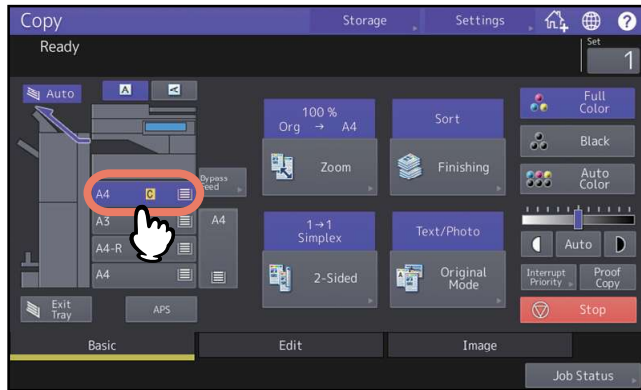 Copy
Storage
Settings
?
Ready
Set
1
Auto
A
A
100 %
Org → A4
Zoom
Sort
Finishing
Full
Color
Black
Auto
Color
A4
C
Bypass
Feed
A3
A4
A4-R
A4
1→1
Simplex
2-Sided
Text/Photo
Original
Mode
Auto
Interrupt
Priority
Proof
Copy
Exit
Tray
APS
Stop
Basic
Edit
Image
Job Status